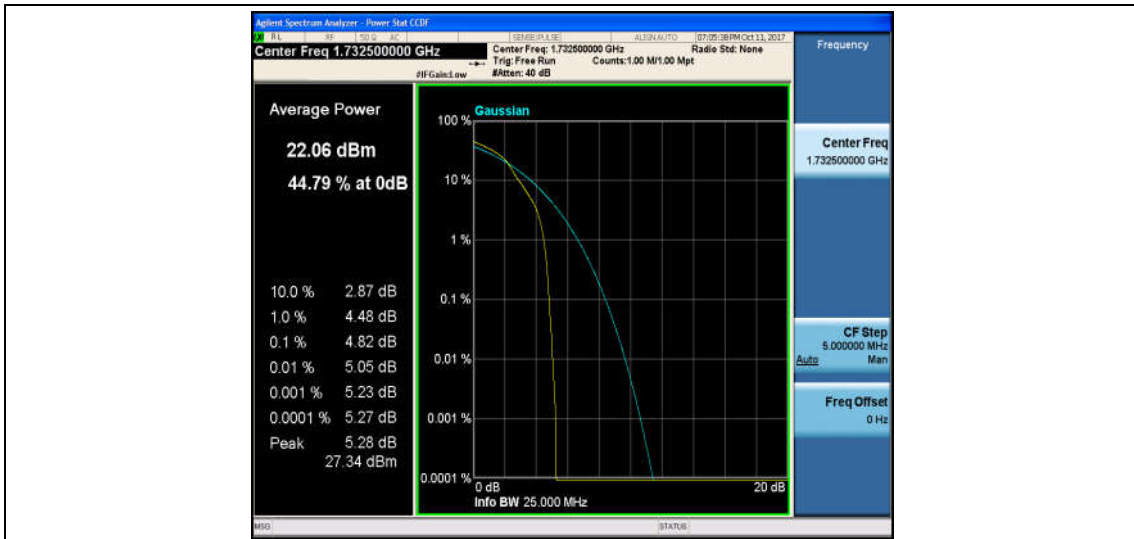 Agilent Spectrum Analyzer - Power Stat CCDF
RL RF 50 Ω AC SENSE:PULSE ALIGN AUTO 07:05:38 PM Oct 11, 2017
Center Freq 1.732500000 GHz
Center Freq: 1.732500000 GHz Radio Std: None
Trig: Free Run Counts:1.00 M/1.00 Mpt
#IFGain:Low #Atten: 40 dB
Frequency
Average Power
22.06 dBm
44.79 % at 0dB
10.0 % 2.87 dB
1.0 % 4.48 dB
0.1 % 4.82 dB
0.01 % 5.05 dB
0.001 % 5.23 dB
0.0001 % 5.27 dB
Peak 5.28 dB
27.34 dBm
Gaussian
100 %
10 %
1 %
0.1 %
0.01 %
0.001 %
0.0001 %
0 dB 20 dB
Info BW 25.000 MHz
Center Freq
1.732500000 GHz
CF Step
5.000000 MHz
Auto Man
Freq Offset
0 Hz
MSG STATUS